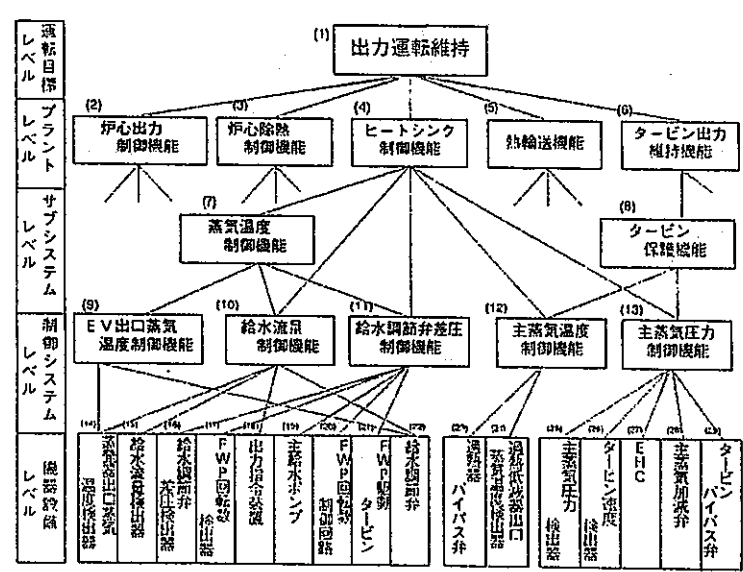 運転目標
レベル
(1)
出力運転維持
プラント
レベル
(2)
炉心出力
制御機能
(3)
炉心除熱
制御機能
(4)
ヒートシンク
制御機能
(5)
熱輸送機能
(6)
タービン出力
維持機能
サブシステム
レベル
(7)
蒸気温度
制御機能
(8)
タービン
保護機能
制御システム
レベル
(9)
EV出口蒸気
温度制御機能
(10)
給水流量
制御機能
(11)
給水調節弁差圧
制御機能
(12)
主蒸気温度
制御機能
(13)
主蒸気圧力
制御機能
レベル
(14)
蒸発器出口蒸気
温度検出器
(15)
給水流量検出器
(16)
給水調節弁
差圧検出器
(17)
FWP回転数
検出器
(18)
出力指令装置
(19)
主給水ポンプ
(20)
FWP回転数
制御回路
(21)
FWP駆動
タービン
(22)
給水調節弁
過熱器
バイパス弁
過熱低減器出口
蒸気温度検出器
主蒸気圧力
検出器
タービン速度
検出器
(27)
EHC
(28)
主蒸気加減弁
(29)
タービン
バイパス弁